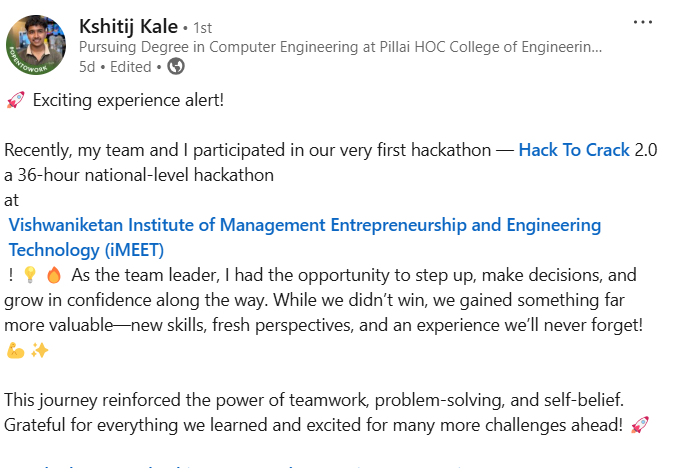 Kshitij Kale • 1st
Pursuing Degree in Computer Engineering at Pillai HOC College of Engineerin...
5d • Edited •
#OPENTOWORK
🚀 Exciting experience alert!
Recently, my team and I participated in our very first hackathon — Hack To Crack 2.0
a 36-hour national-level hackathon
at
Vishwaniketan Institute of Management Entrepreneurship and Engineering
Technology (iMEET)
! 💡 🔥 As the team leader, I had the opportunity to step up, make decisions, and
grow in confidence along the way. While we didn’t win, we gained something far
more valuable—new skills, fresh perspectives, and an experience we’ll never forget!
💪 ✨
This journey reinforced the power of teamwork, problem-solving, and self-belief.
Grateful for everything we learned and excited for many more challenges ahead! 🚀